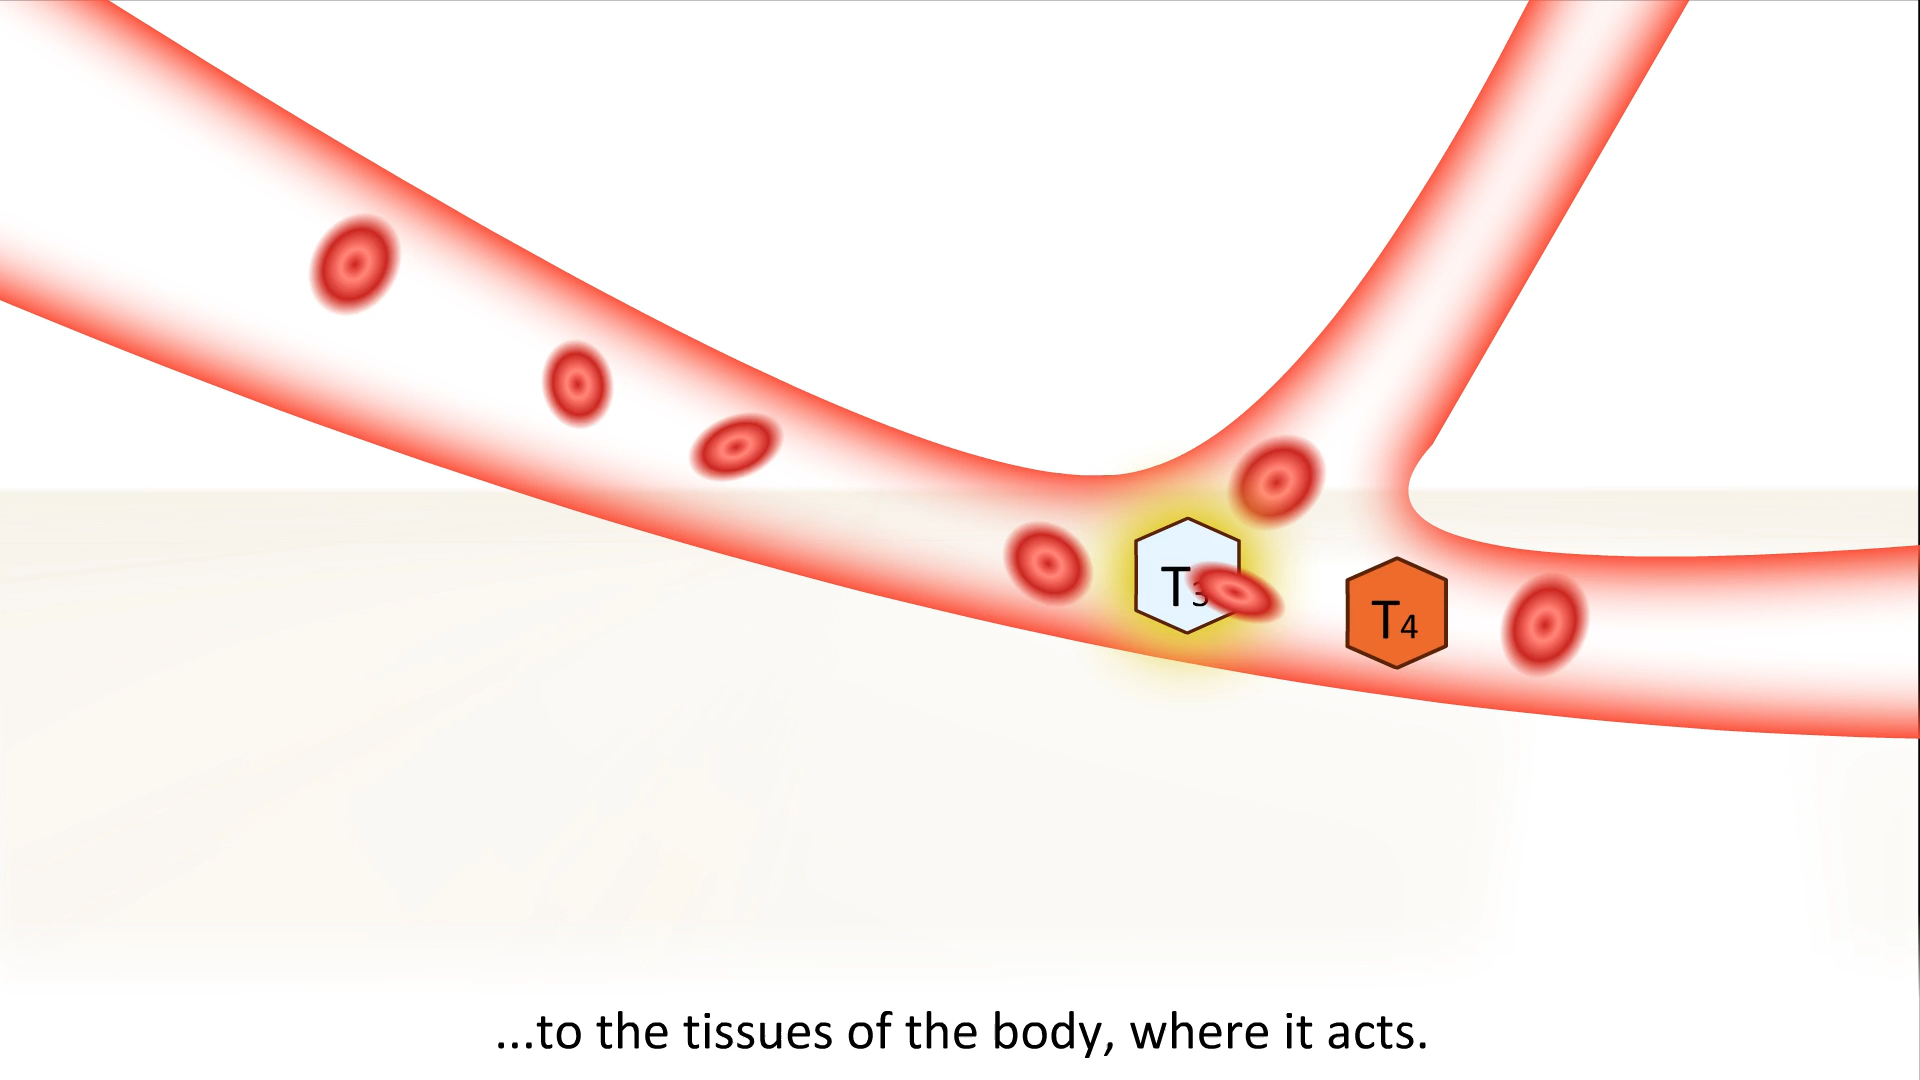 T3
T4
...to the tissues of the body, where it acts.